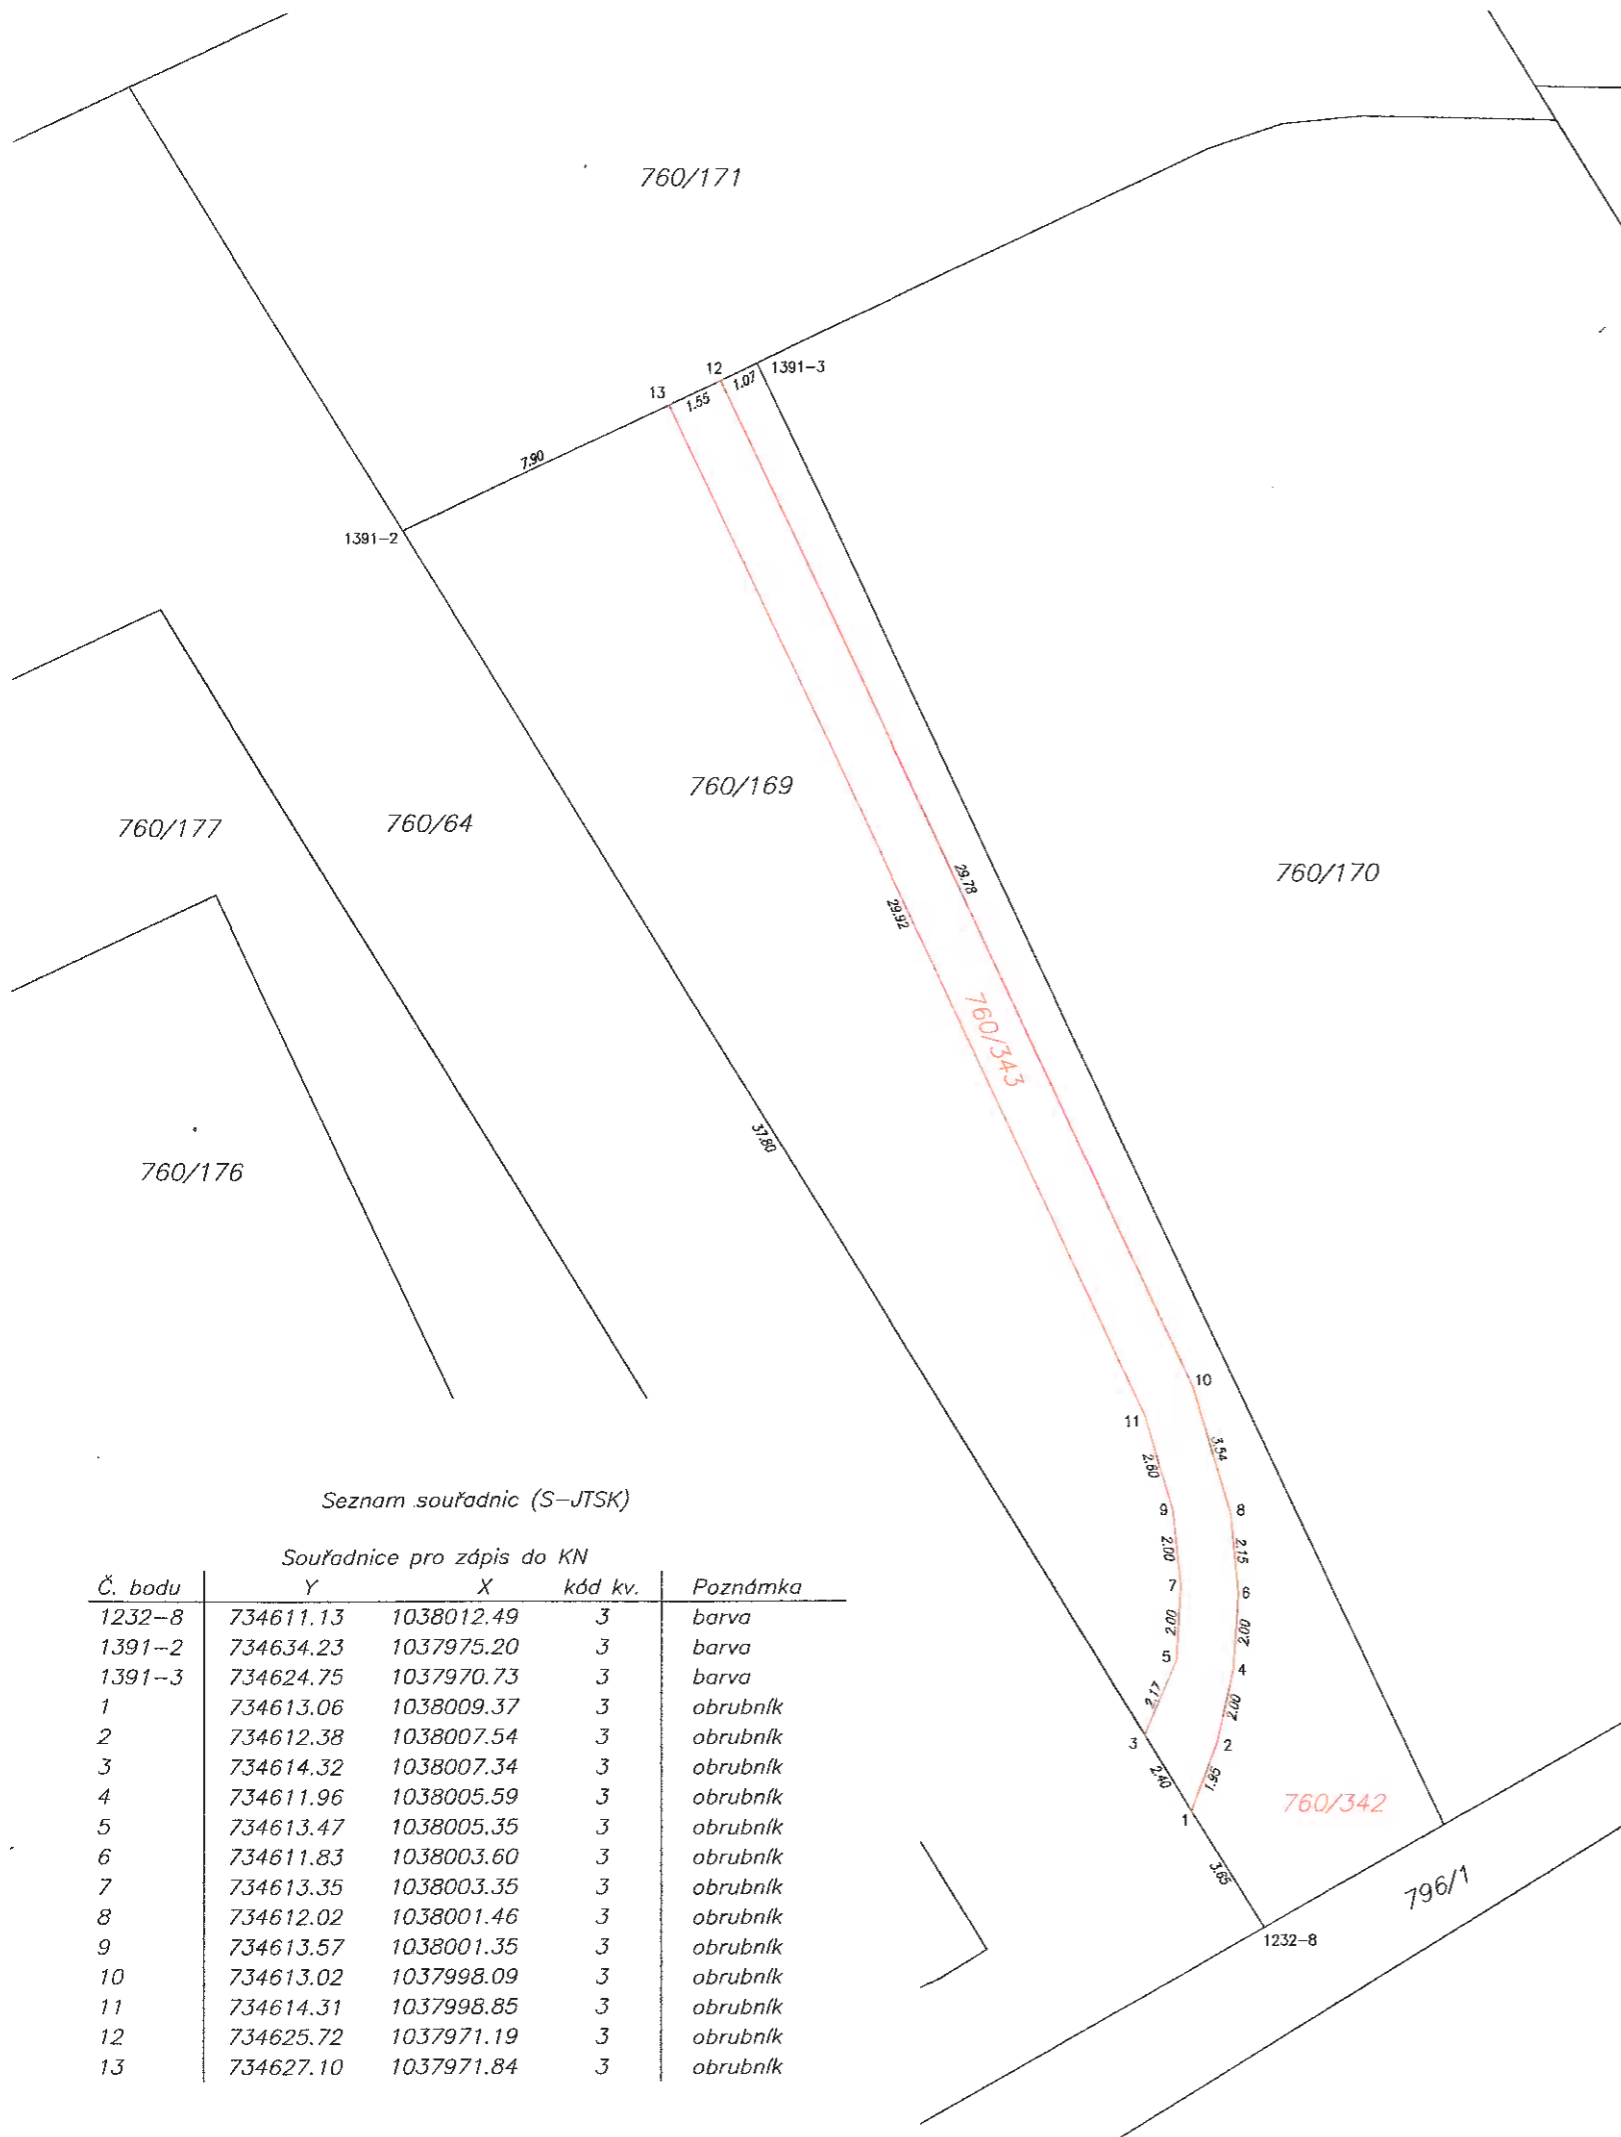 760/171
12
1391-3
1.07
13
1.55
7.90
1391-2
760/169
760/177
760/64
760/170
29.78
29.92
760/343
37.80
760/176
10
11
3.54
2.60
9
8
2.00
2.15
7
6
2.00
2.00
5
4
2.17
2.00
3
2
2.40
1.95
760/342
1
3.65
796/1
1232-8
Seznam souřadnic (S-JTSK)
Souřadnice pro zápis do KN
Č. bodu Y X kód kv. Poznámka
1232-8 734611.13 1038012.49 3 barva
1391-2 734634.23 1037975.20 3 barva
1391-3 734624.75 1037970.73 3 barva
1 734613.06 1038009.37 3 obrubník
2 734612.38 1038007.54 3 obrubník
3 734614.32 1038007.34 3 obrubník
4 734611.96 1038005.59 3 obrubník
5 734613.47 1038005.35 3 obrubník
6 734611.83 1038003.60 3 obrubník
7 734613.35 1038003.35 3 obrubník
8 734612.02 1038001.46 3 obrubník
9 734613.57 1038001.35 3 obrubník
10 734613.02 1037998.09 3 obrubník
11 734614.31 1037998.85 3 obrubník
12 734625.72 1037971.19 3 obrubník
13 734627.10 1037971.84 3 obrubník